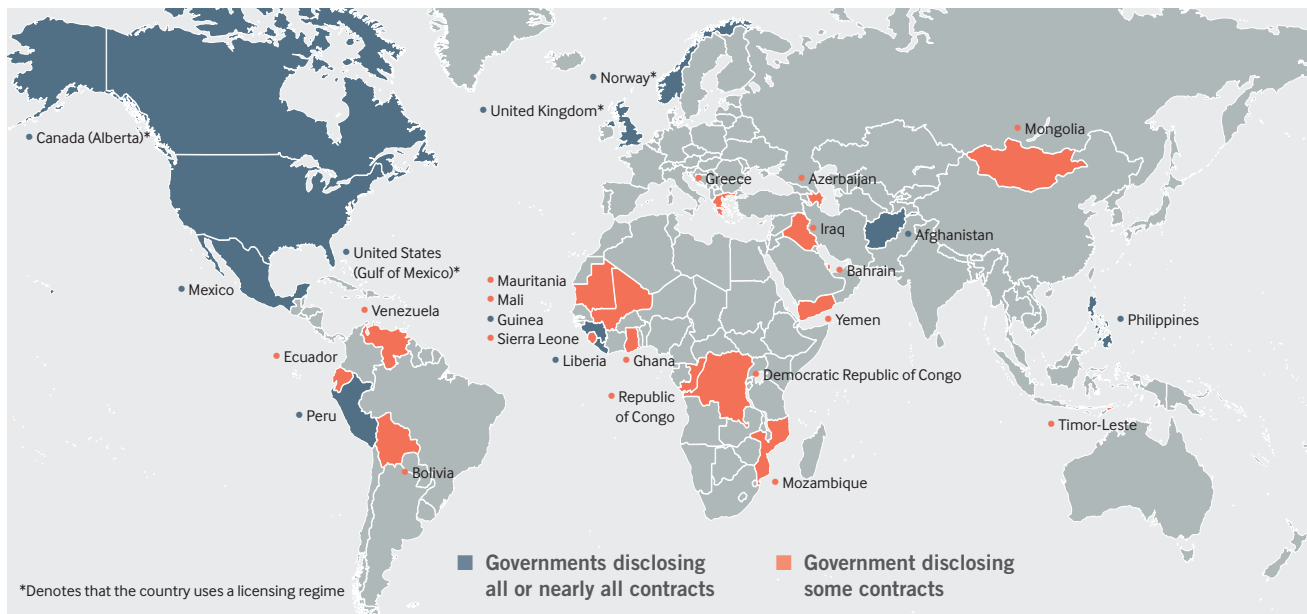 Norway*
United Kingdom*
Canada (Alberta)*
Mongolia
Greece
Azerbaijan
Iraq
Afghanistan
United States
(Gulf of Mexico)*
Bahrain
Mauritania
Mexico
Mali
Venezuela
Guinea
Yemen
Philippines
Sierra Leone
Ecuador
Liberia
Ghana
Democratic Republic of Congo
Republic
of Congo
Peru
Timor-Leste
Bolivia
Mozambique
Governments disclosing
all or nearly all contracts
Government disclosing
some contracts
*Denotes that the country uses a licensing regime